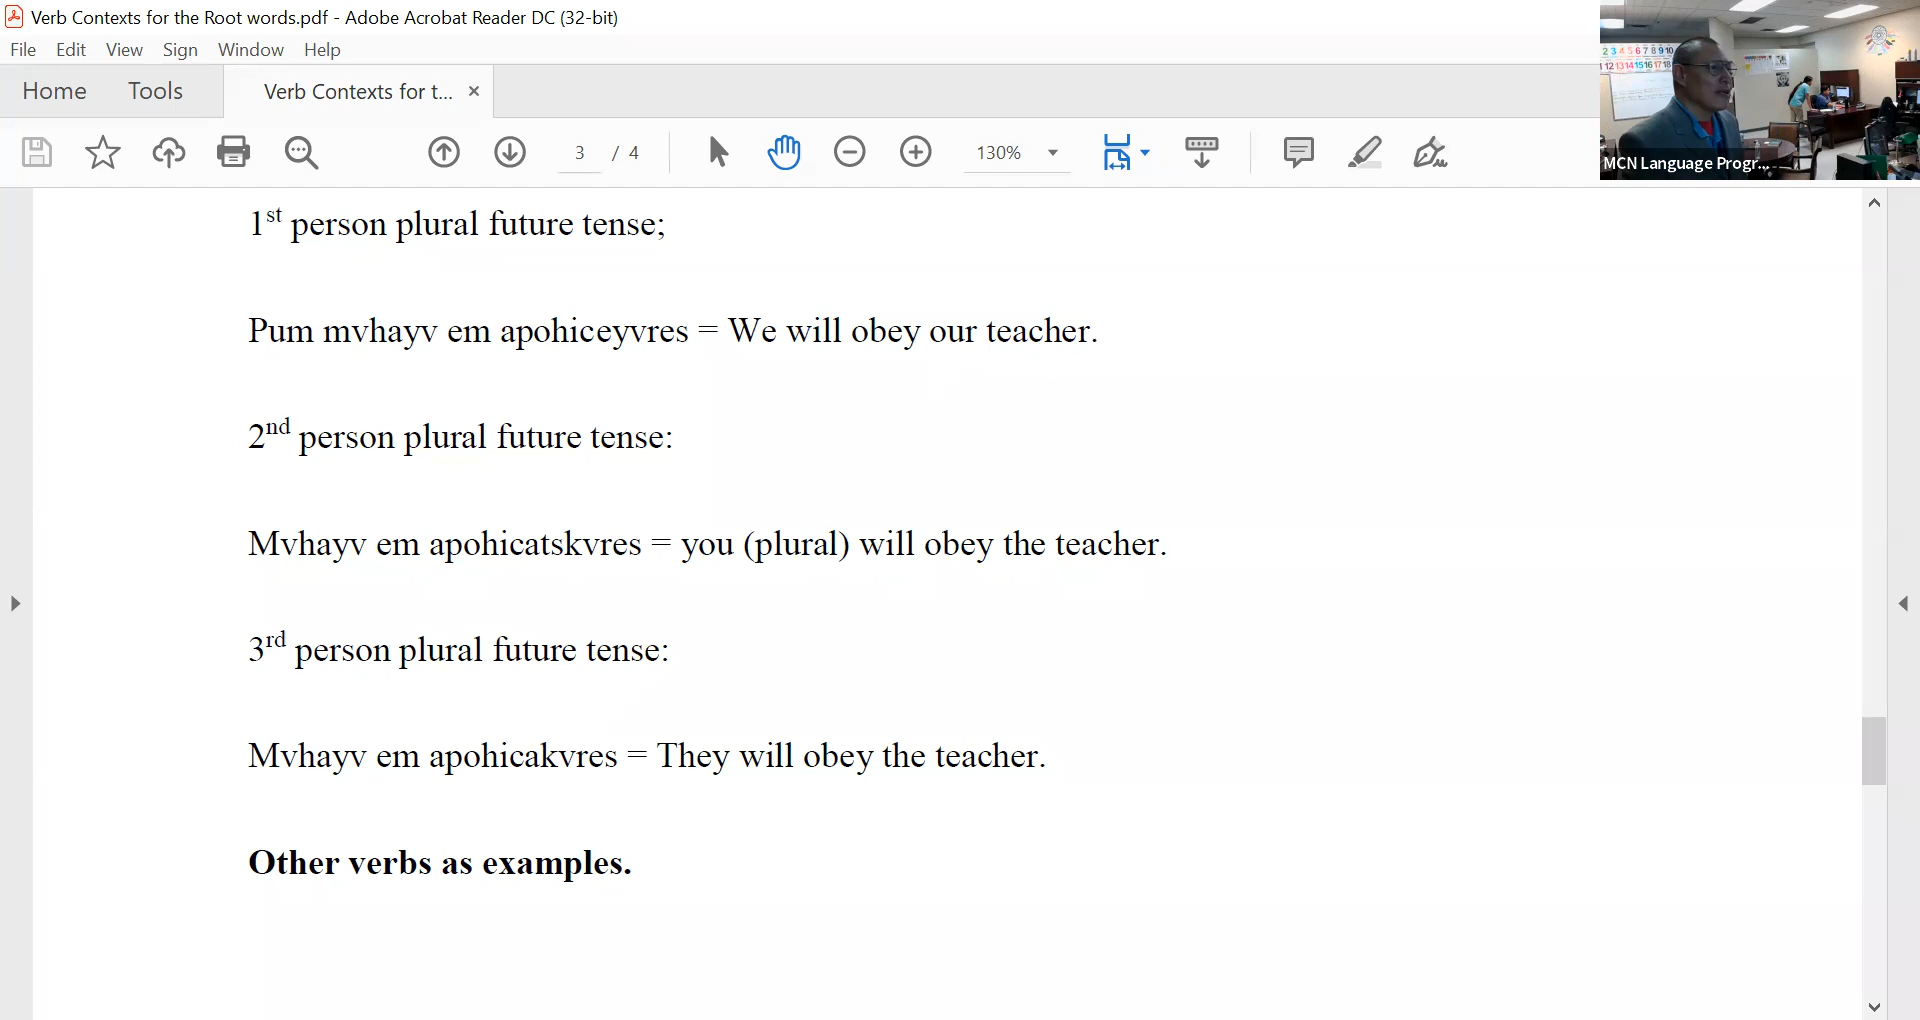 Verb Contexts for the Root words.pdf - Adobe Acrobat Reader DC (32-bit)
File Edit View Sign Window Help
Home Tools Verb Contexts for t... ×
3 / 4 130%
MCN Language Progr...
1st person plural future tense;
Pum mvhayv em apohiceyvres = We will obey our teacher.
2nd person plural future tense:
Mvhayv em apohicatskvres = you (plural) will obey the teacher.
3rd person plural future tense:
Mvhayv em apohicakvres = They will obey the teacher.
Other verbs as examples.